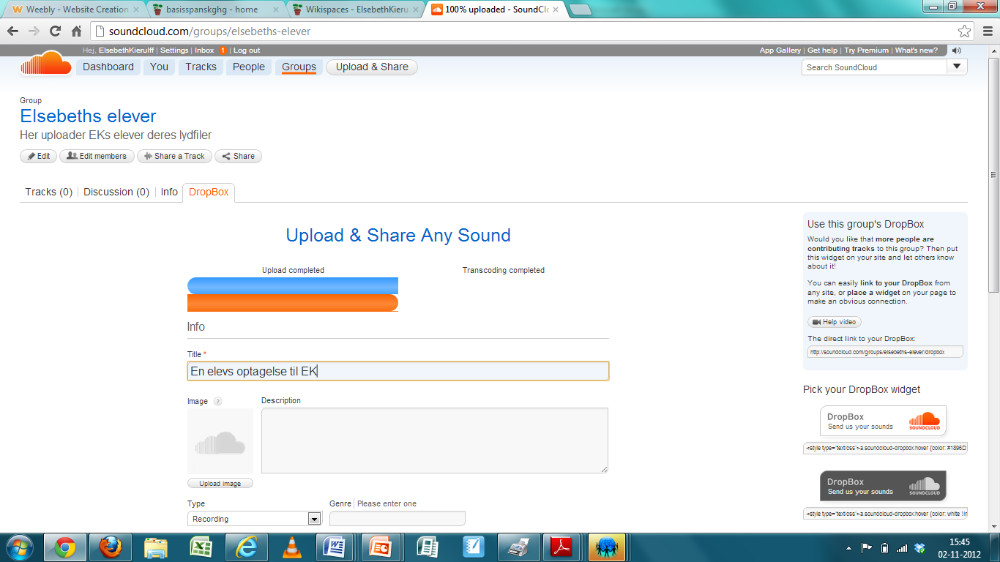 Weebly - Website Creation
basisspanskghg - home
Wikispaces - ElsebethKieru
100% uploaded - SoundClo
soundcloud.com/groups/elsebeths-elever
Hej, ElsebethKierulff | Settings | Inbox 1 | Log out
App Gallery | Get help | Try Premium | What's new?
Dashboard You Tracks People Groups Upload & Share
Search SoundCloud
Group
Elsebeths elever
Her uploader EKs elever deres lydfiler
Edit Edit members Share a Track Share
Tracks (0) Discussion (0) Info DropBox
Upload & Share Any Sound
Upload completed Transcoding completed
Info
Title *
En elevs optagelse til EK
Image ? Description
Upload image
Type Genre Please enter one
Recording
Use this group's DropBox
Would you like that more people are
contributing tracks to this group? Then put
this widget on your site and let others know
about it!
You can easily link to your DropBox from
any site, or place a widget on your page to
make an obvious connection.
Help video
The direct link to your DropBox:
http://soundcloud.com/groups/elsebeths-elever/dropbox
Pick your DropBox widget
DropBox
Send us your sounds
SOUNDCLOUD
<style type="text/css">a.soundcloud-dropbox:hover {color: #1896D
DropBox
Send us your sounds
SOUNDCLOUD
<style type="text/css">a.soundcloud-dropbox:hover {color: white !im
15:45
02-11-2012